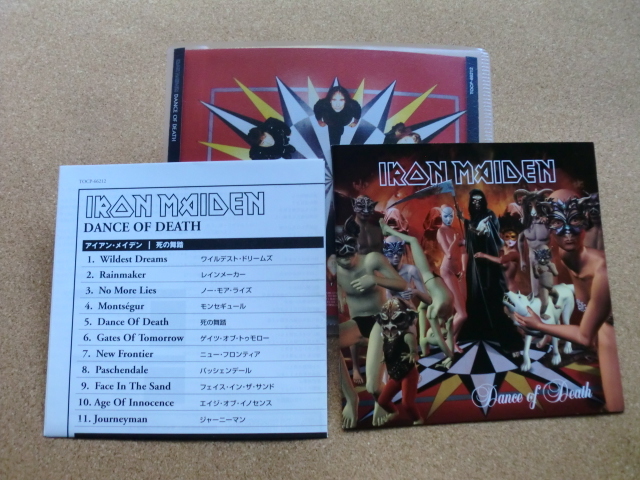 DANCE OF DEATH
TOCP-66212
IRON MAIDEN
DANCE OF DEATH
アイアン・メイデン | 死の舞踏
1. Wildest Dreams ワイルデスト・ドリームズ
2. Rainmaker レインメーカー
3. No More Lies ノー・モア・ライズ
4. Montségur モンセギュール
5. Dance Of Death 死の舞踏
6. Gates Of Tomorrow ゲイツ・オブ・トゥモロー
7. New Frontier ニュー・フロンティア
8. Paschendale パッシェンデール
9. Face In The Sand フェイス・イン・ザ・サンド
10. Age Of Innocence エイジ・オブ・イノセンス
11. Journeyman ジャーニーマン
IRON MAIDEN
Dance of Death